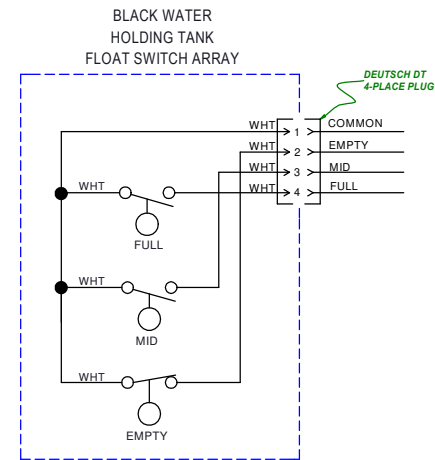 BLACK WATER
HOLDING TANK
FLOAT SWITCH ARRAY
DEUTSCH DT
4-PLACE PLUG
WHT 1 COMMON
WHT 2 EMPTY
WHT 3 MID
WHT WHT 4 FULL
FULL
WHT
MID
WHT
EMPTY